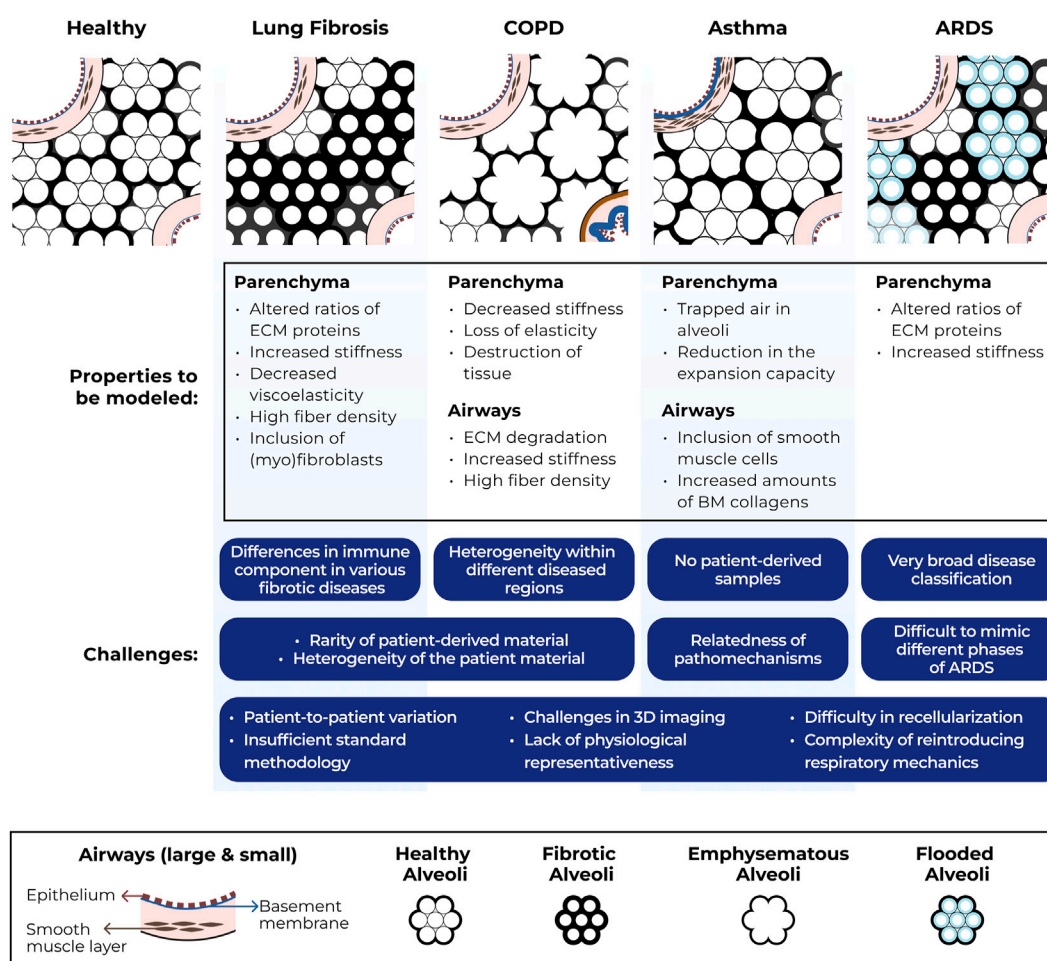 Healthy
Lung Fibrosis
COPD
Asthma
ARDS
Properties to
be modeled:
Parenchyma
· Altered ratios of
ECM proteins
· Increased stiffness
· Decreased
viscoelasticity
· High fiber density
· Inclusion of
(myo)fibroblasts
Parenchyma
· Decreased stiffness
· Loss of elasticity
· Destruction of
tissue
Airways
· ECM degradation
· Increased stiffness
· High fiber density
Parenchyma
· Trapped air in
alveoli
· Reduction in the
expansion capacity
Airways
· Inclusion of smooth
muscle cells
· Increased amounts
of BM collagens
Parenchyma
· Altered ratios of
ECM proteins
· Increased stiffness
Challenges:
Differences in immune
component in various
fibrotic diseases
Heterogeneity within
different diseased
regions
No patient-derived
samples
Very broad disease
classification
• Rarity of patient-derived material
• Heterogeneity of the patient material
Relatedness of
pathomechanisms
Difficult to mimic
different phases
of ARDS
• Patient-to-patient variation
• Insufficient standard
methodology
• Challenges in 3D imaging
• Lack of physiological
representativeness
• Difficulty in recellularization
• Complexity of reintroducing
respiratory mechanics
Airways (large & small)
Epithelium
Smooth
muscle layer
Basement
membrane
Healthy
Alveoli
Fibrotic
Alveoli
Emphysematous
Alveoli
Flooded
Alveoli